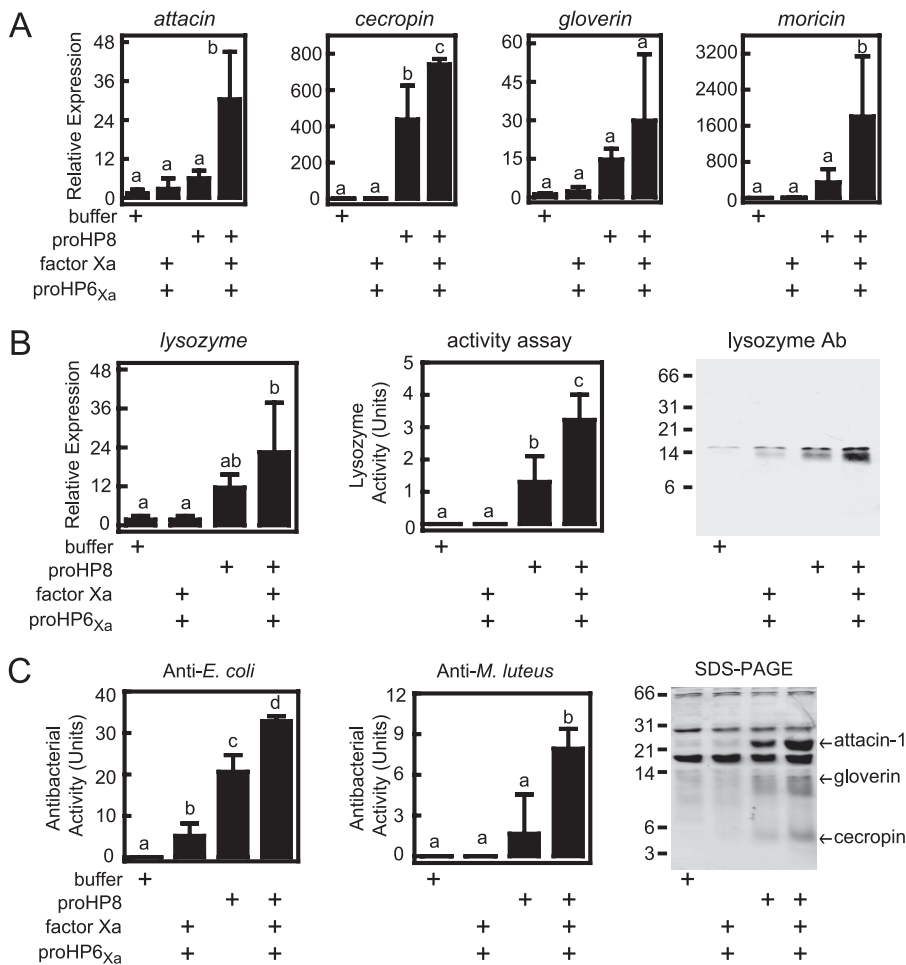 A
attacin
cecropin
gloverin
moricin
Relative Expression
48
36
24
12
0
a
a
a
b
800
600
400
200
0
a
a
b
c
60
45
30
15
0
a
a
a
a
3200
2400
1600
800
0
a
a
a
b
buffer + + + +
proHP8 + + + + + + + +
factor Xa + + + + + + + +
proHP6Xa + + + + + + + +
B
lysozyme
activity assay
lysozyme Ab
Relative Expression
48
36
24
12
0
a
a
ab
b
Lysozyme
Activity (Units)
5
4
3
2
1
0
a
a
b
c
66
31
21
14
6
buffer + + +
proHP8 + + + + + +
factor Xa + + + + + +
proHP6Xa + + + + + +
C
Anti-E. coli
Anti-M. luteus
SDS-PAGE
Antibacterial
Activity (Units)
40
30
20
10
0
a
b
c
d
Antibacterial
Activity (Units)
12
9
6
3
0
a
a
a
b
66
31
21
14
6
3
←attacin-1
←gloverin
←cecropin
buffer + + +
proHP8 + + + + + +
factor Xa + + + + + +
proHP6Xa + + + + + +